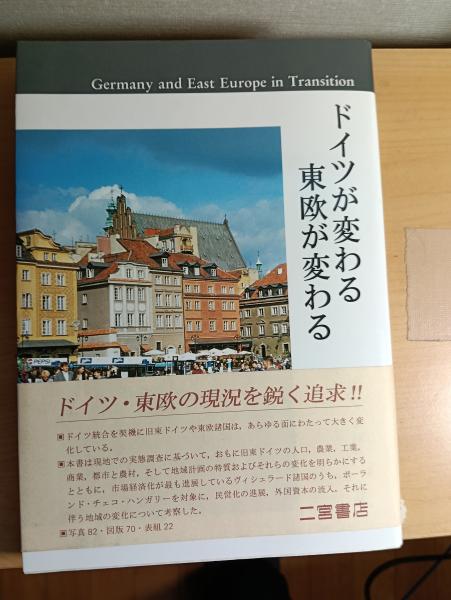 Germany and East Europe in Transition
ドイツが変わる
東欧が変わる
PEPSI
ドイツ・東欧の現況を鋭く追求!!
■ドイツ統合を契機に旧東ドイツや東欧諸国は，あらゆる面にわたって大きく変
化している。
■本書は現地での実態調査に基づいて，おもに旧東ドイツの人口，農業，工業，
商業，都市と農村，そして地域計画の特質およびそれらの変化を明らかにする
とともに，市場経済化が最も進展しているヴィシェラード諸国のうち，ポーラ
ンド・チェコ・ハンガリーを対象に，民営化の進展，外国資本の流入，それに
伴う地域の変化について考察した。
■写真82・図版70・表組22
二宮書店